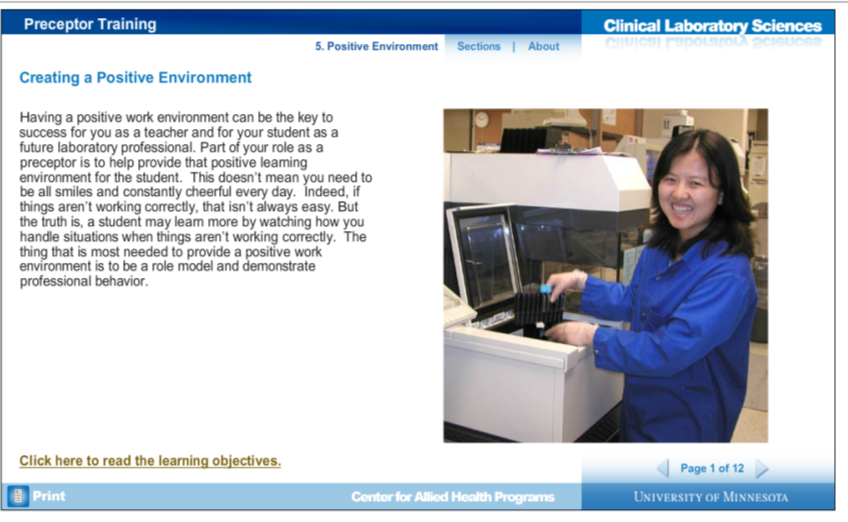 Preceptor Training
Clinical Laboratory Sciences
5. Positive Environment Sections | About
Creating a Positive Environment
Having a positive work environment can be the key to
success for you as a teacher and for your student as a
future laboratory professional. Part of your role as a
preceptor is to help provide that positive learning
environment for the student. This doesn't mean you need to
be all smiles and constantly cheerful every day. Indeed, if
things aren't working correctly, that isn't always easy. But
the truth is, a student may learn more by watching how you
handle situations when things aren't working correctly. The
thing that is most needed to provide a positive work
environment is to be a role model and demonstrate
professional behavior.
Click here to read the learning objectives.
Page 1 of 12
Print
Center for Allied Health Programs
UNIVERSITY OF MINNESOTA